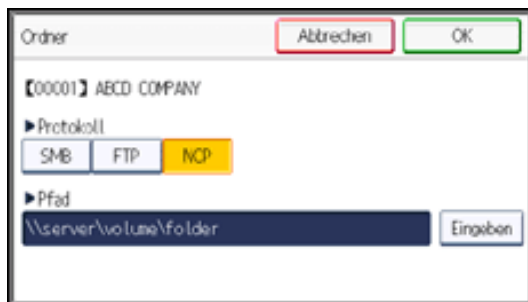 Ordner Abbrechen OK
【00001】 ABCD COMPANY
▶Protokoll
SMB FTP NCP
▶Pfad
\\server\volume\folder Eingeben